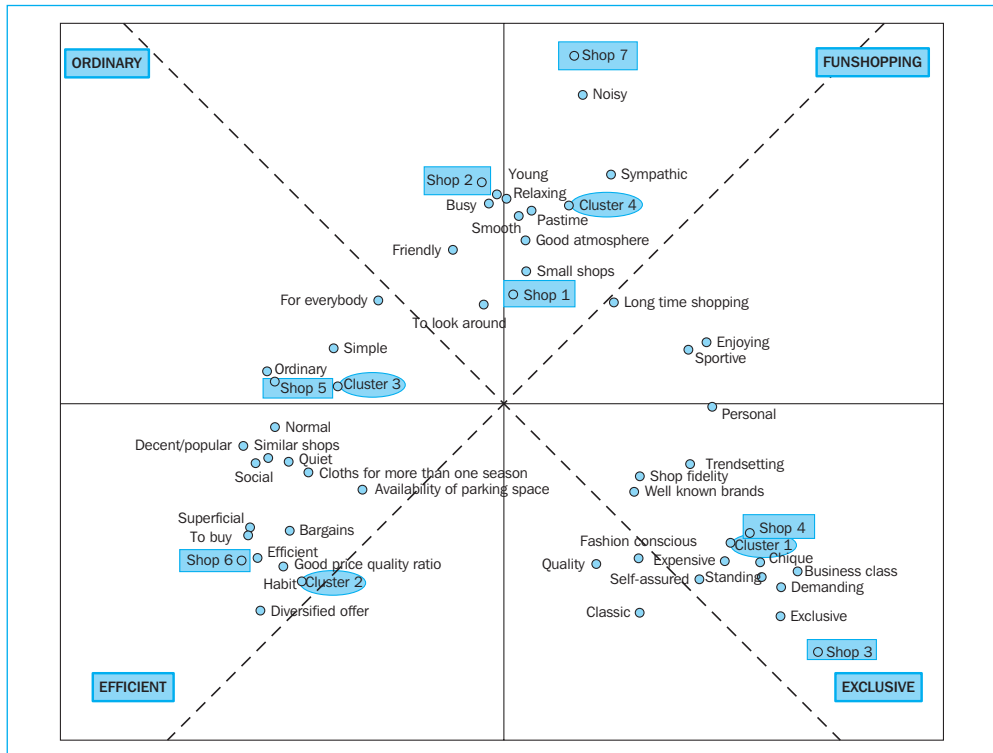 ORDINARY
Shop 7
FUNSHOPPING
Noisy
Young
Sympathic
Shop 2
Relaxing
Busy
Cluster 4
Pastime
Smooth
Good atmosphere
Friendly
Small shops
Shop 1
For everybody
Long time shopping
To look around
Enjoying
Simple
Sportive
Ordinary
Shop 5
Cluster 3
Personal
Normal
Decent/popular
Similar shops
Quiet
Trendsetting
Social
Cloths for more than one season
Shop fidelity
Availability of parking space
Well known brands
Superficial
Shop 4
To buy
Bargains
Fashion conscious
Cluster 1
Efficient
Chique
Shop 6
Good price quality ratio
Quality
Expensive
Business class
Habit
Cluster 2
Self-assured
Standing
Demanding
Diversified offer
Classic
Exclusive
Shop 3
EFFICIENT
EXCLUSIVE